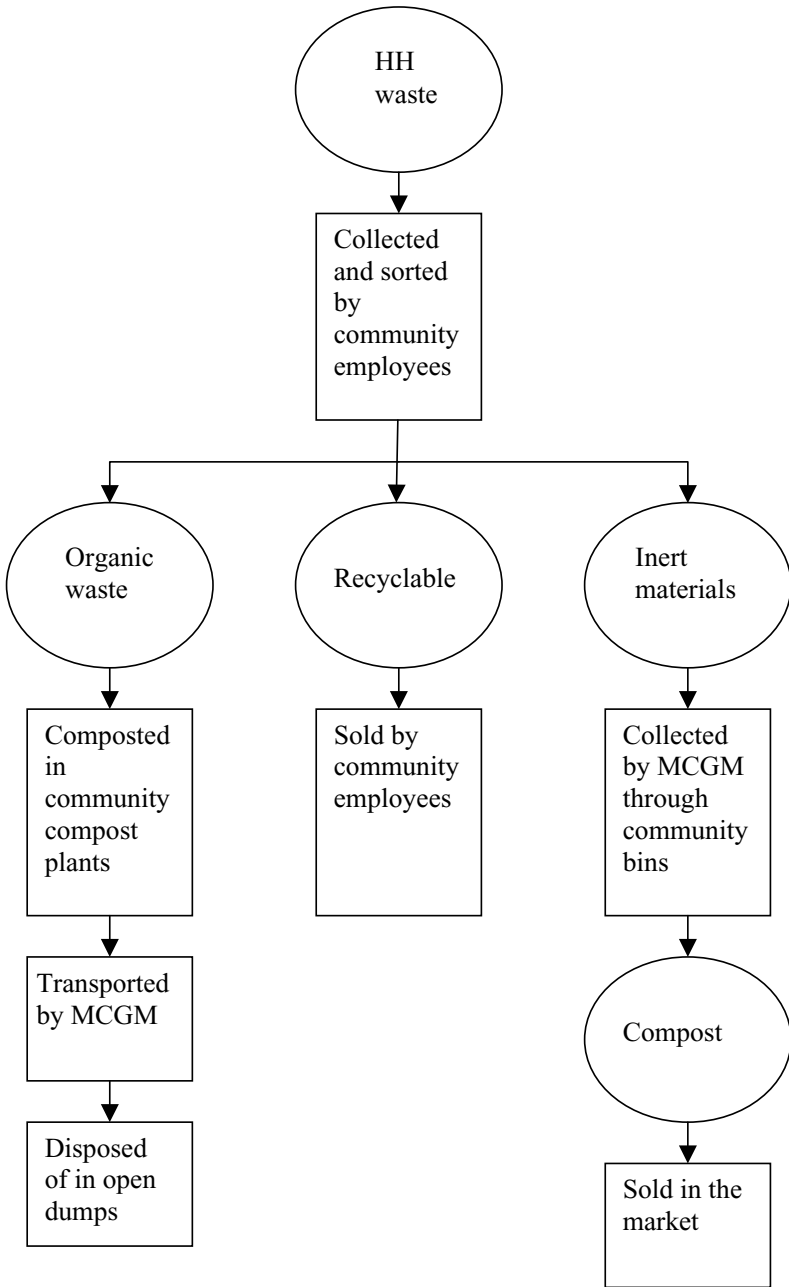 HH
waste
Collected
and sorted
by
community
employees
Organic
waste
Recyclable
Inert
materials
Composted
in
community
compost
plants
Sold by
community
employees
Collected
by MCGM
through
community
bins
Transported
by MCGM
Compost
Disposed
of in open
dumps
Sold in the
market